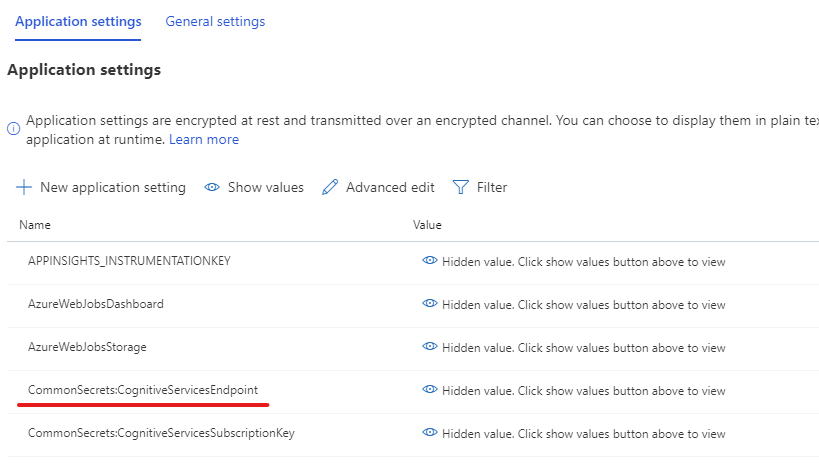 Application settings General settings
Application settings
Application settings are encrypted at rest and transmitted over an encrypted channel. You can choose to display them in plain te
application at runtime. Learn more
New application setting Show values Advanced edit Filter
Name Value
APPINSIGHTS_INSTRUMENTATIONKEY Hidden value. Click show values button above to view
AzureWebJobsDashboard Hidden value. Click show values button above to view
AzureWebJobsStorage Hidden value. Click show values button above to view
CommonSecrets:CognitiveServicesEndpoint Hidden value. Click show values button above to view
CommonSecrets:CognitiveServicesSubscriptionKey Hidden value. Click show values button above to view